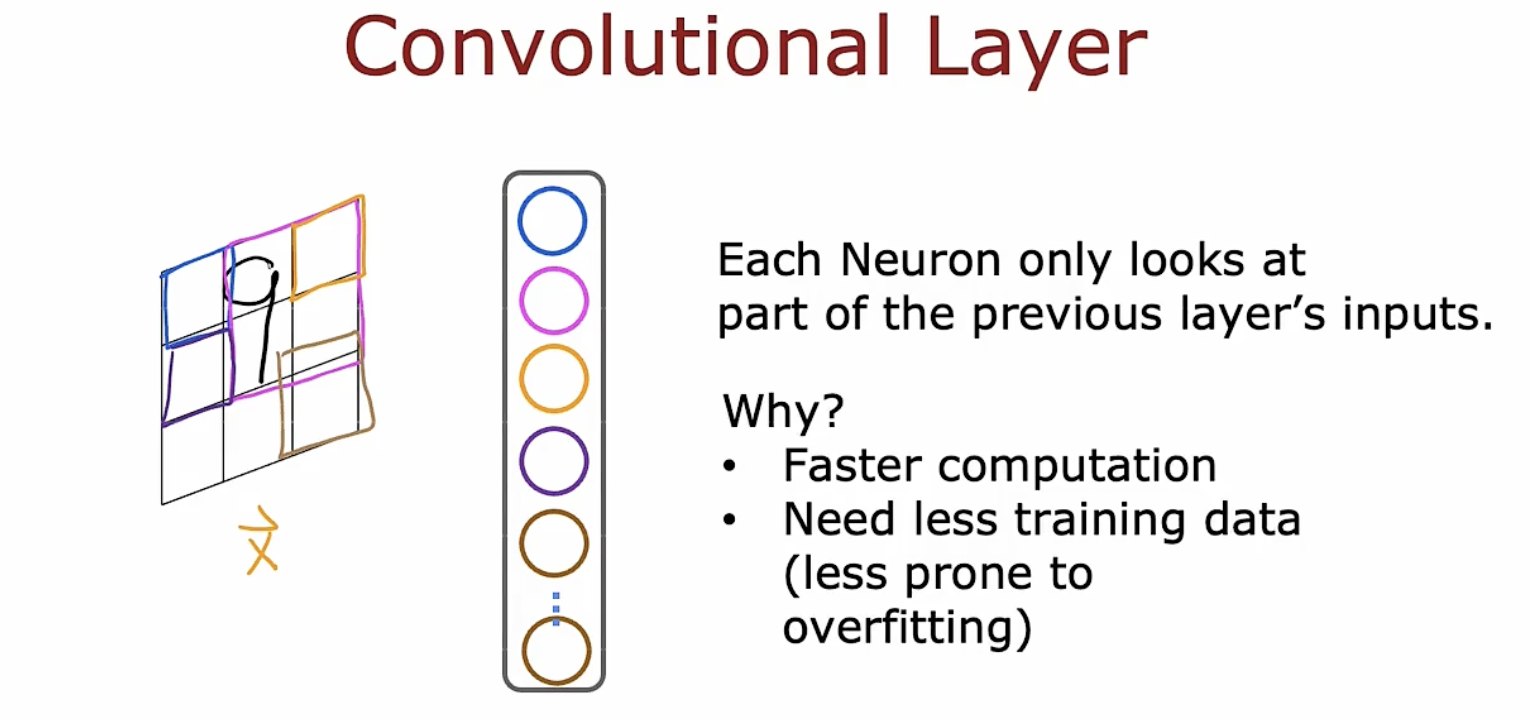 Convolutional Layer
9
Each Neuron only looks at
part of the previous layer's inputs.
Why?
• Faster computation
• Need less training data
(less prone to
overfitting)
x⃗